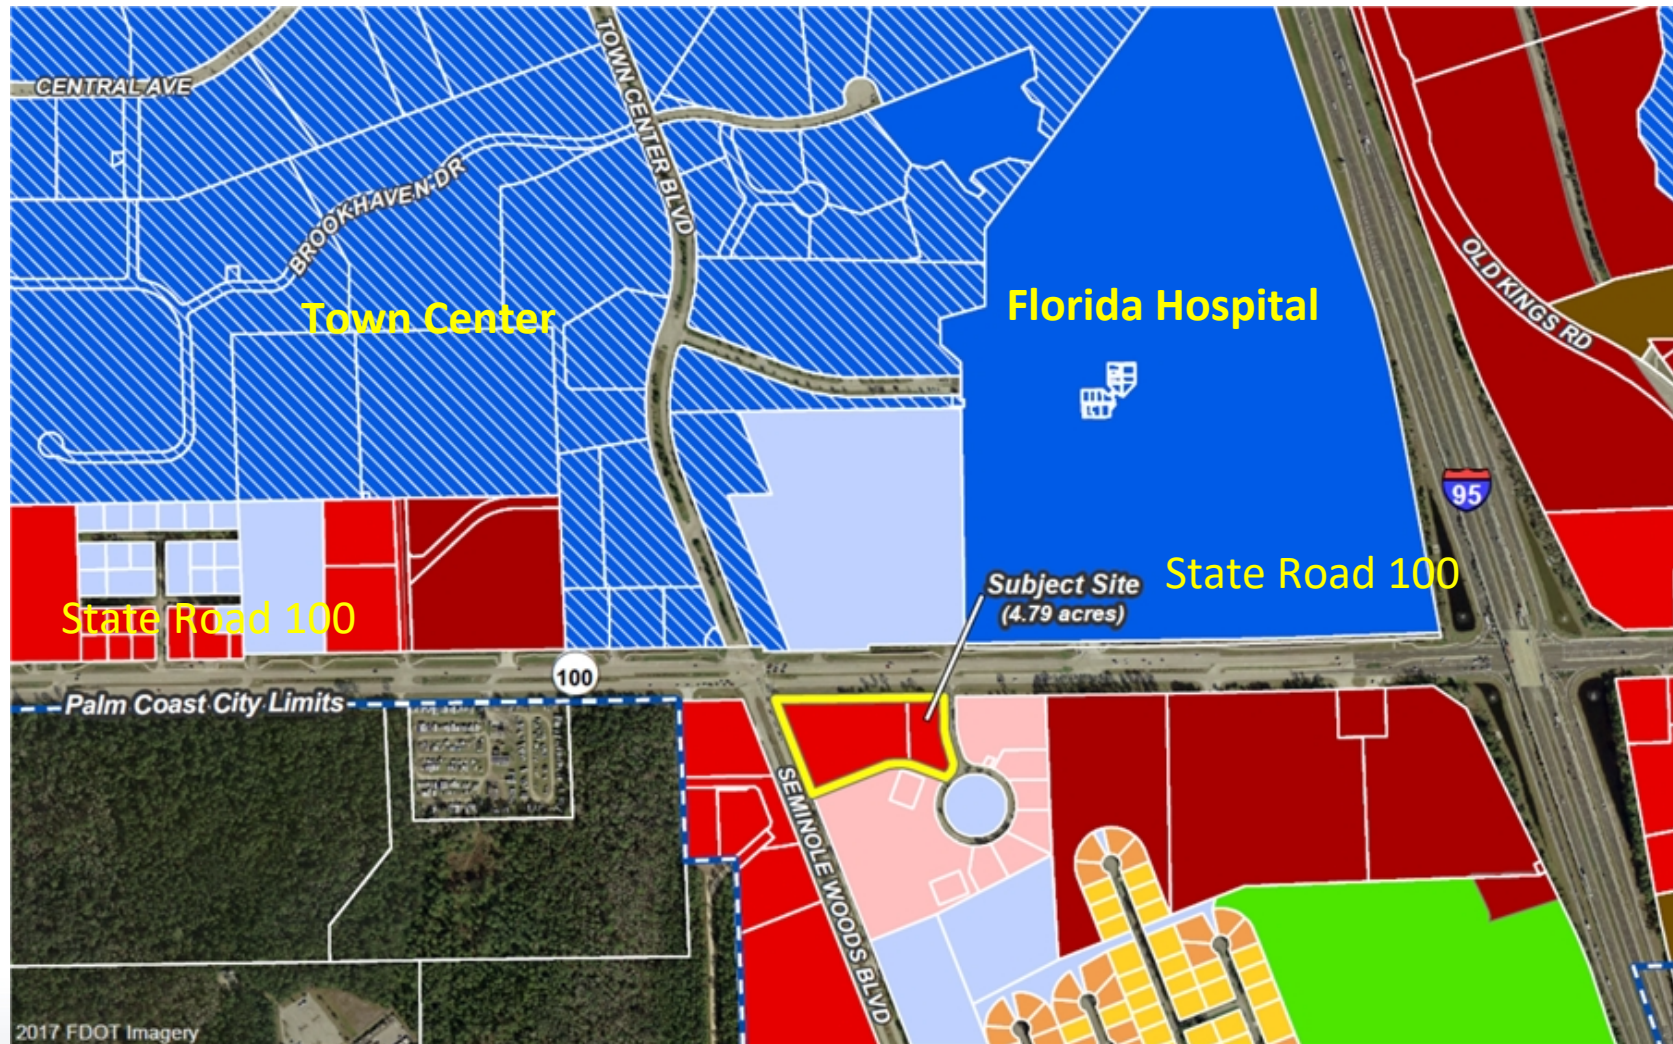 CENTRAL AVE
TOWN CENTER BLVD
BROOKHAVEN DR
OLD KINGS RD
Town Center
Florida Hospital
95
State Road 100
Subject Site
(4.79 acres)
State Road 100
100
Palm Coast City Limits
SEMINOLE WOODS BLVD
2017 FDOT Imagery